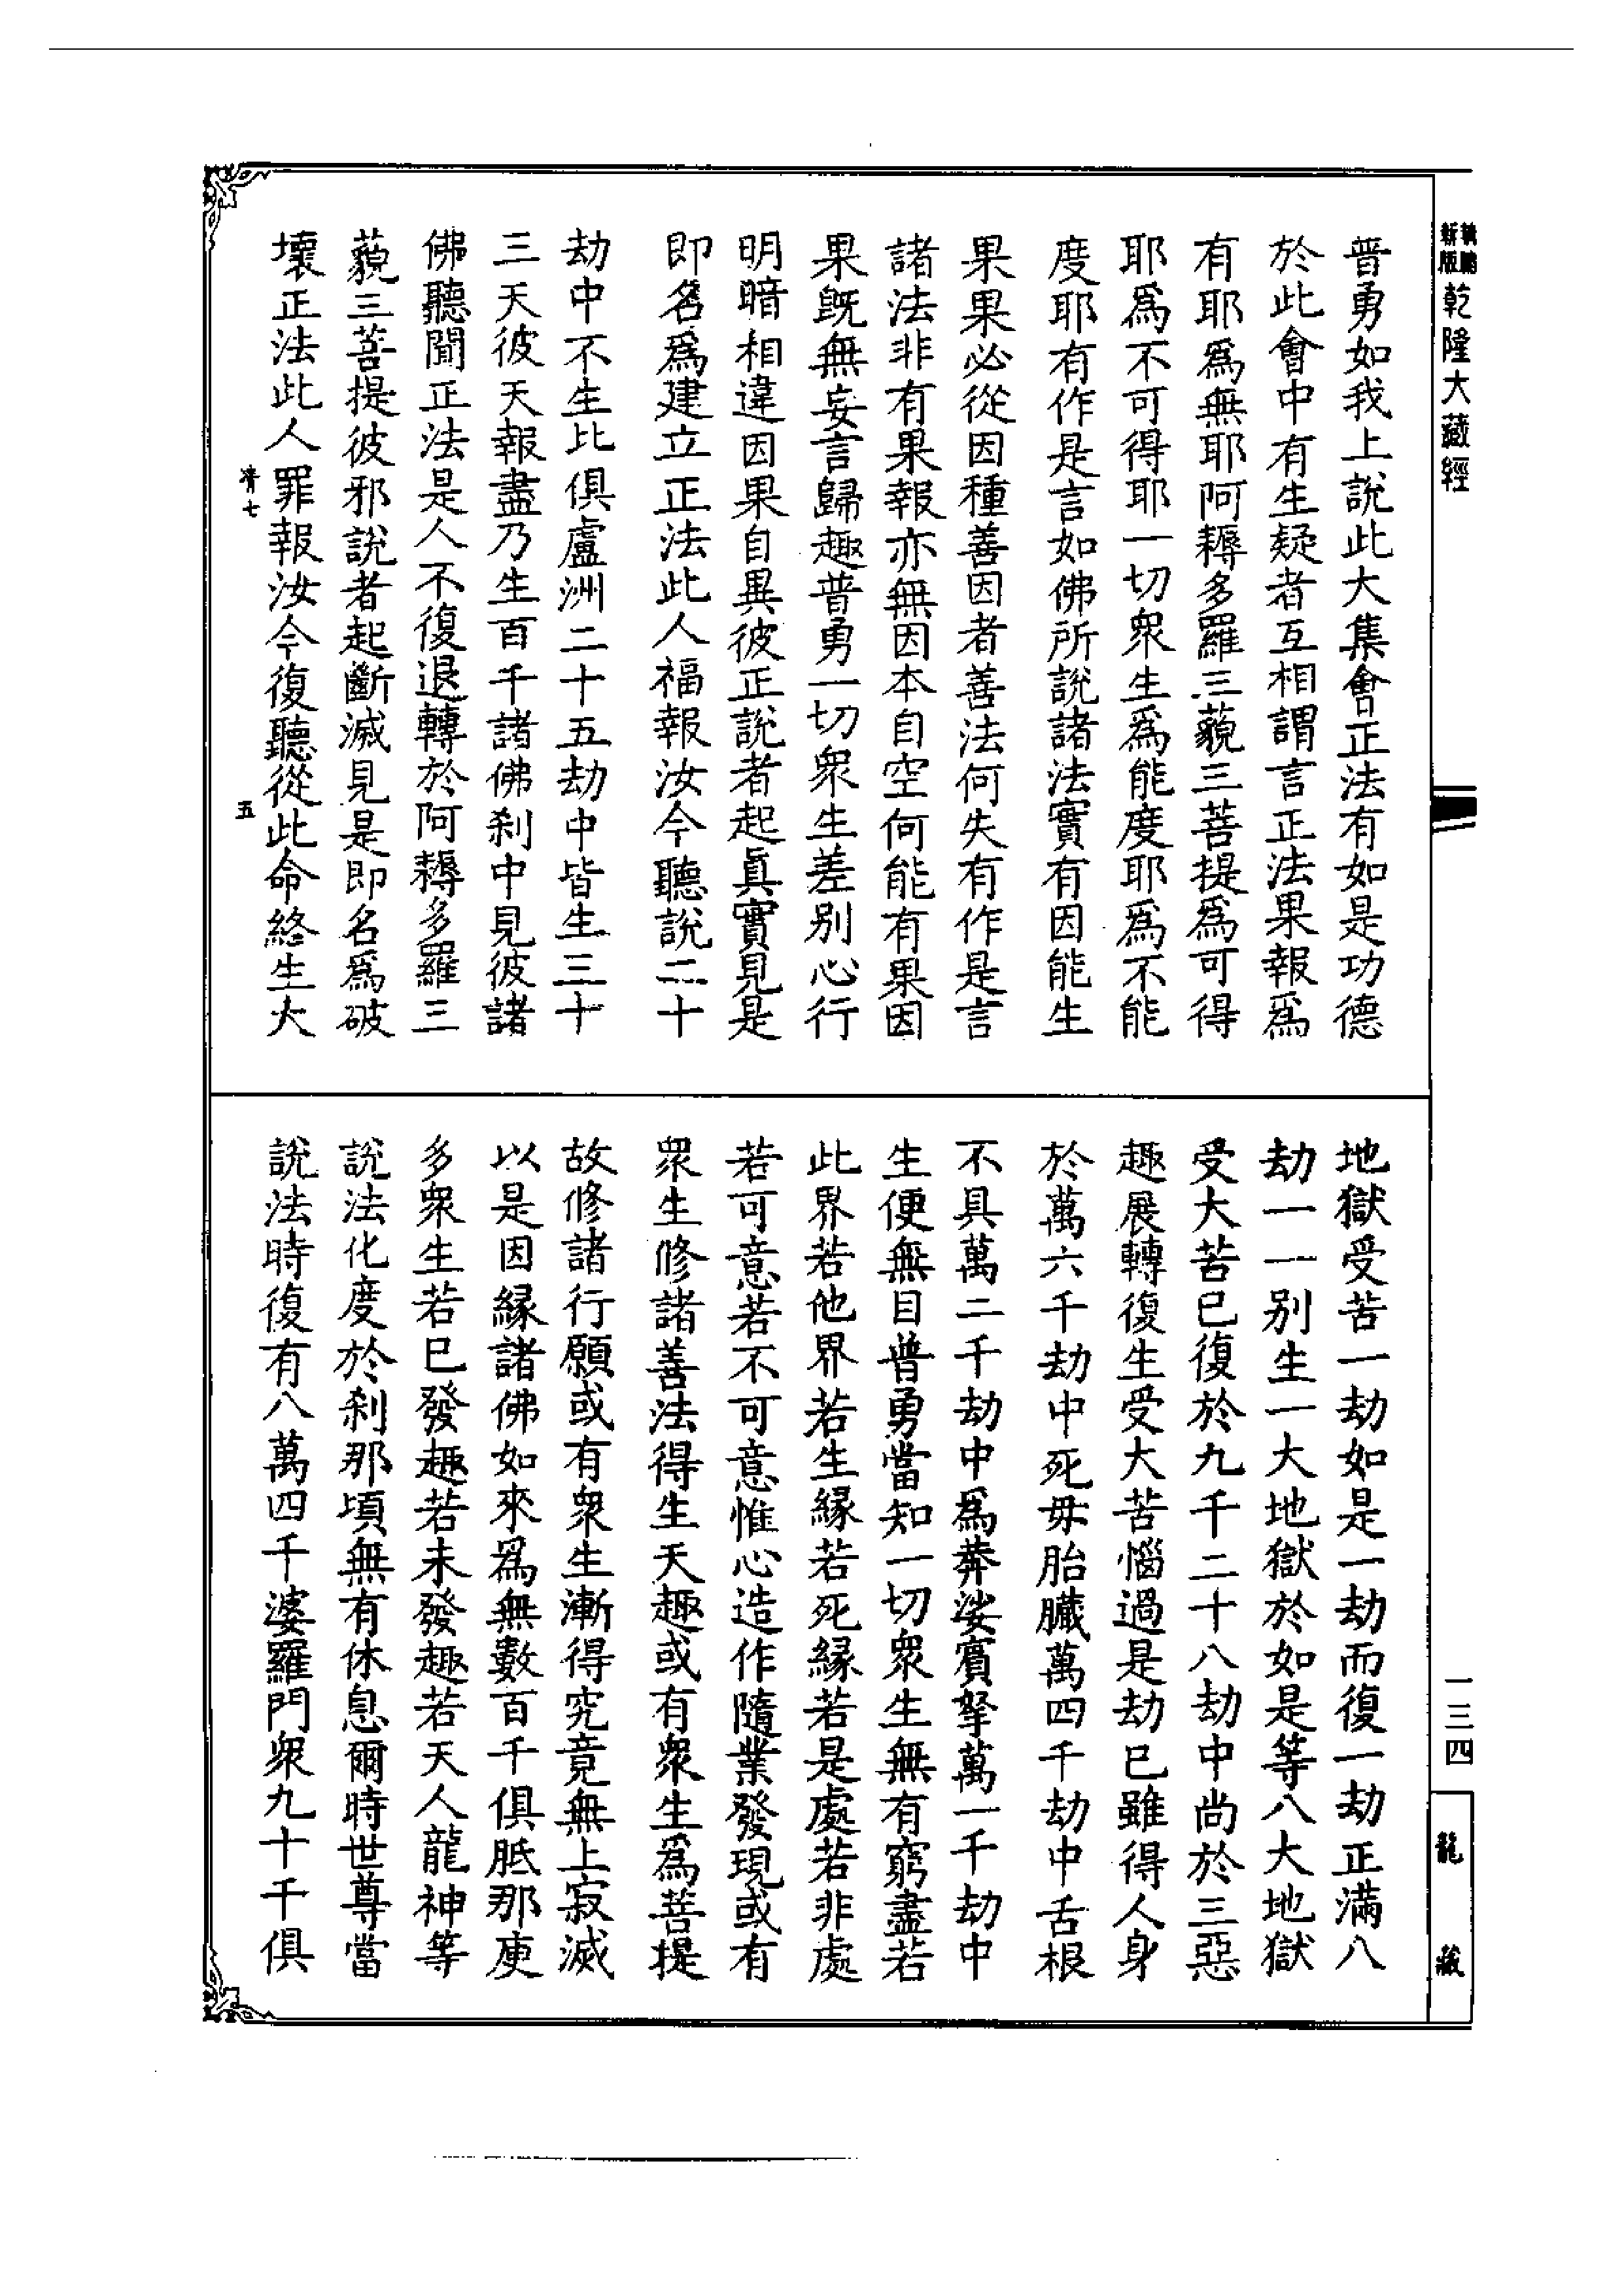 新版
乾隆大藏經
普勇如我上說此大集會正法有如是功德
於此會中有生疑者互相謂言正法果報爲
有耶爲無耶阿耨多羅三藐三菩提爲可得
耶爲不可得耶一切衆生爲能度耶爲不能
度耶有作是言如佛所說諸法實有因能生
果果必從因種善因者善法何失有作是言
諸法非有果報亦無因本自空何能有果因
果既無妄言歸趣普勇一切衆生差别心行
明暗相違因果自異彼正說者起眞實見是
即名爲建立正法此人福報汝今聽說二十
劫中不生北俱盧洲二十五劫中皆生三十
三天彼天報盡乃生百千諸佛刹中見彼諸
佛聽聞正法是人不復退轉於阿耨多羅三
藐三菩提彼邪說者起斷滅見是即名爲破
壞正法此人罪報汝今復聽從此命終生大
七
五
地獄受苦一劫如是一劫而復一劫正滿八
劫一一别生一大地獄於如是等八大地獄
受大苦已復於九千二十八劫中尚於三惡
趣展轉復生受大苦惱過是劫已雖得人身
於萬六千劫中死母胎臟萬四千劫中舌根
不具萬二千劫中爲莽娑賓拏萬一千劫中
生便無目普勇當知一切衆生無有窮盡若
此界若他界若生緣若死緣若是處若非處
若可意若不可意惟心造作隨業發現或有
衆生修諸善法得生天趣或有衆生爲菩提
故修諸行願或有衆生漸得究竟無上寂滅
以是因緣諸佛如來爲無數百千俱胝那庾
多衆生若已發趣若未發趣若天人龍神等
說法化度於刹那頃無有休息爾時世尊當
說法時復有八萬四千婆羅門衆九十千俱
一三四
龍藏